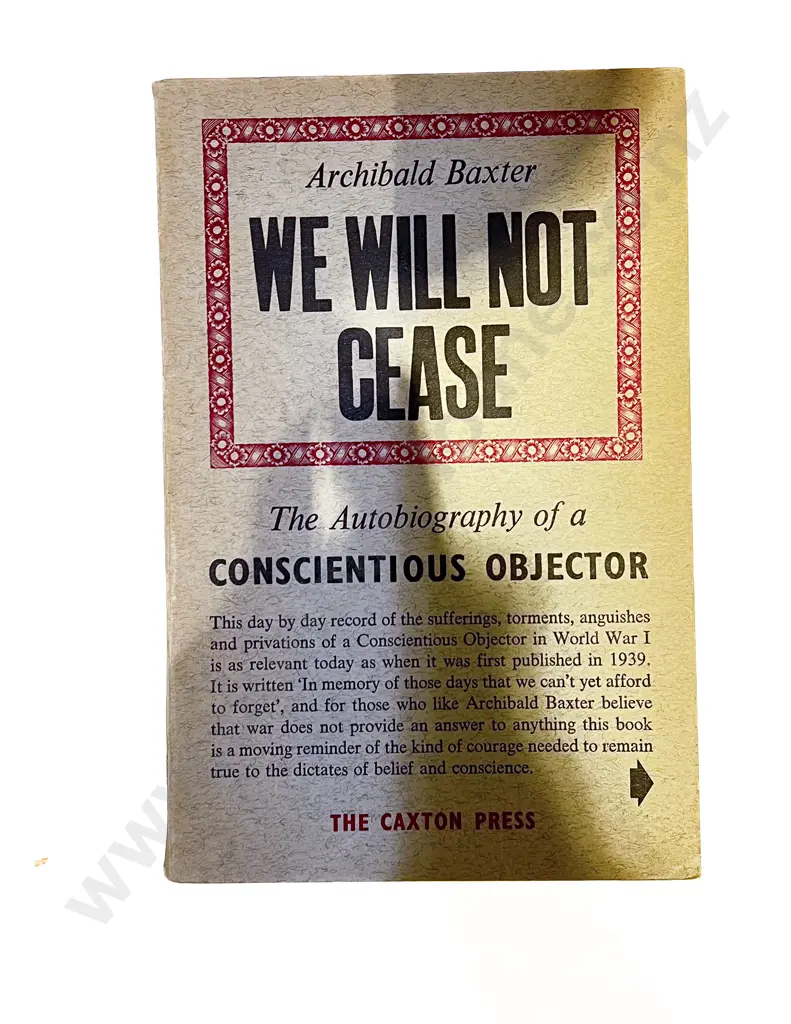 Archibald Baxter
WE WILL NOT
CEASE
The Autobiography of a
CONSCIENTIOUS OBJECTOR
This day by day record of the sufferings, torments, anguishes
and privations of a Conscientious Objector in World War I
is as relevant today as when it was first published in 1939.
It is written ‘In memory of those days that we can’t yet afford
to forget’, and for those who like Archibald Baxter believe
that war does not provide an answer to anything this book
is a moving reminder of the kind of courage needed to remain
true to the dictates of belief and conscience.
THE CAXTON PRESS